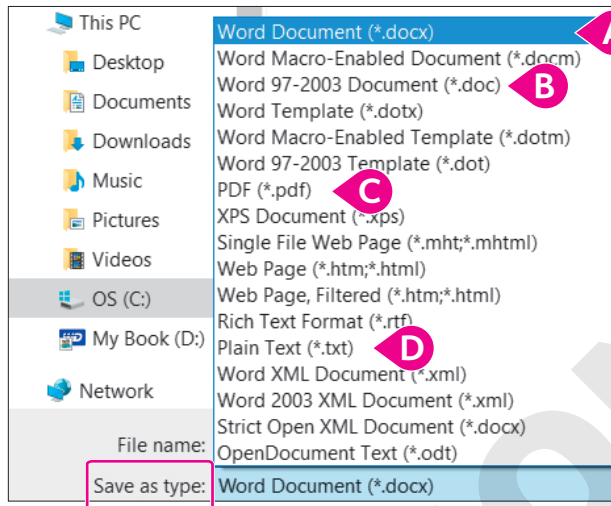 This PC
Desktop
Documents
Downloads
Music
Pictures
Videos
OS (C:)
My Book (D:)
Network
Word Document (*.docx)
A
Word Macro-Enabled Document (*.docm)
Word 97-2003 Document (*.doc)
B
Word Template (*.dotx)
Word Macro-Enabled Template (*.dotm)
Word 97-2003 Template (*.dot)
PDF (*.pdf)
C
XPS Document (*.xps)
Single File Web Page (*.mht;*.mhtml)
Web Page (*.htm;*.html)
Web Page, Filtered (*.htm;*.html)
Rich Text Format (*.rtf)
Plain Text (*.txt)
D
Word XML Document (*.xml)
Word 2003 XML Document (*.xml)
Strict Open XML Document (*.docx)
OpenDocument Text (*.odt)
File name:
Save as type: Word Document (*.docx)